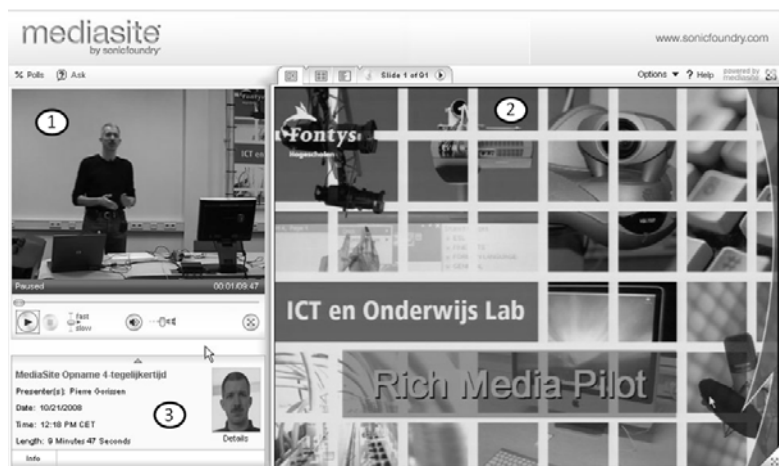 mediasite
by sonicfoundry
www.sonicfoundry.com
Polls Ask
Slide 1 of 91
Options ▼ ? Help powered by mediasite
1
ICT en
Paused 00:01/09:47
fast
slow
MediaSite Opname 4-tegelijkertijd
Presenter(s): Pierre Gorissen
Date: 10/21/2008
Time: 12:18 PM CET
Length: 9 Minutes 47 Seconds
3
Details
Info
2
Fontys
Hogescholen
ICT en Onderwijs Lab
Rich Media Pilot